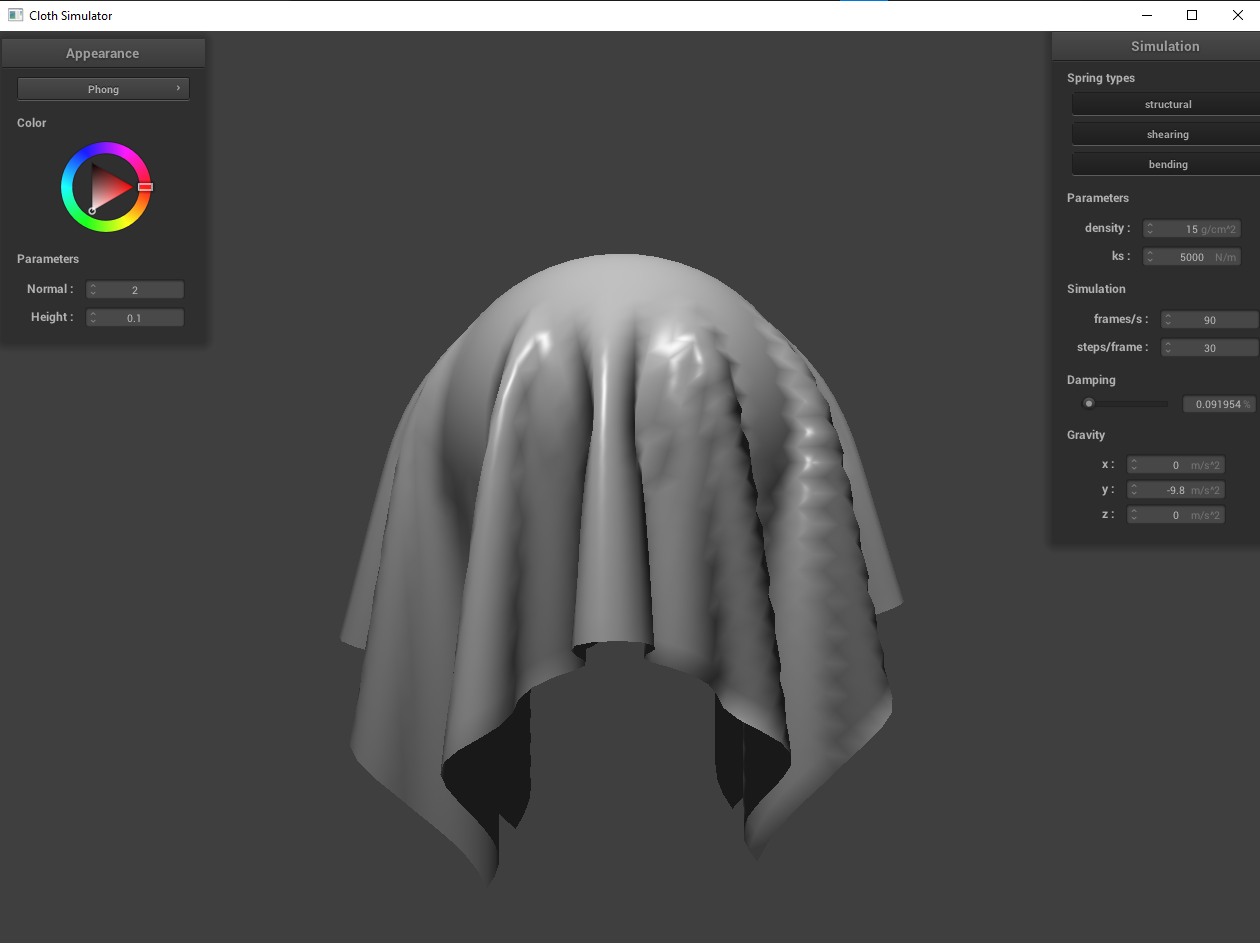 Cloth Simulator
Appearance
Phong
Color
Parameters
Normal : 2
Height : 0.1
Simulation
Spring types
structural
shearing
bending
Parameters
density : 15 g/cm^2
ks : 5000 N/m
Simulation
frames/s : 90
steps/frame : 30
Damping
0.091954 %
Gravity
x : 0 m/s^2
y : -9.8 m/s^2
z : 0 m/s^2